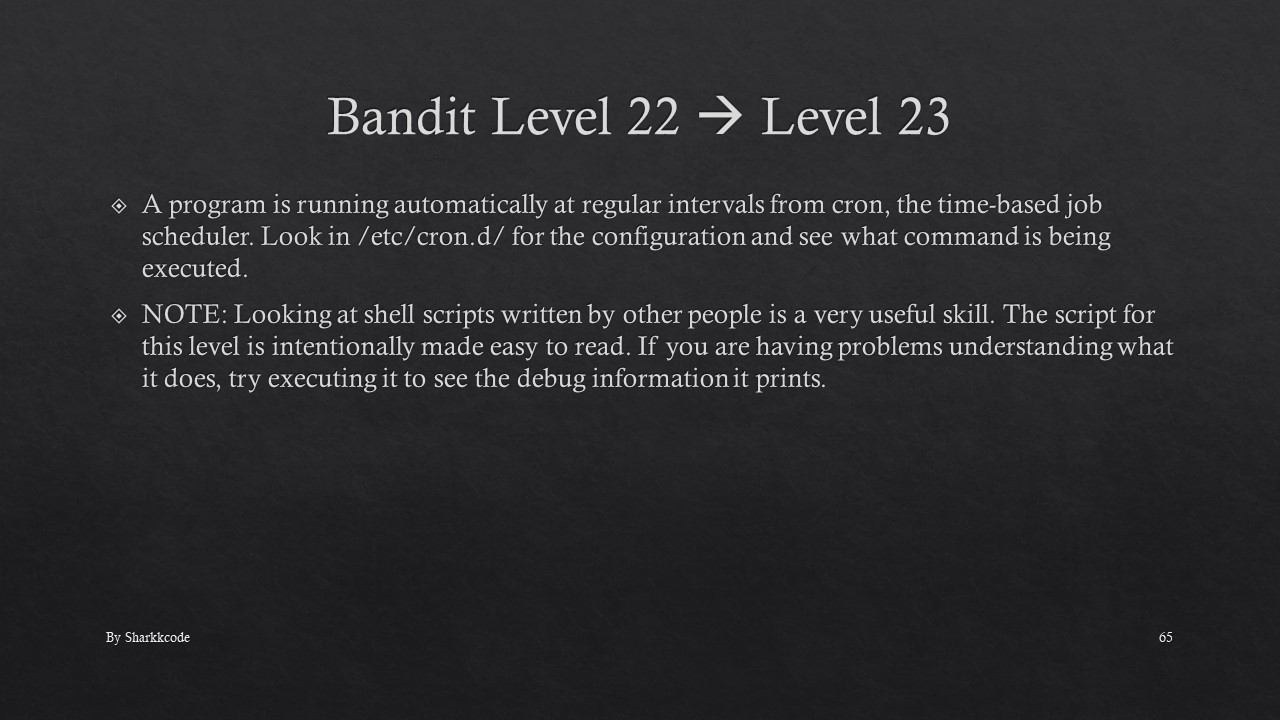 Bandit Level 22 → Level 23
A program is running automatically at regular intervals from cron, the time-based job
scheduler. Look in /etc/cron.d/ for the configuration and see what command is being
executed.
NOTE: Looking at shell scripts written by other people is a very useful skill. The script for
this level is intentionally made easy to read. If you are having problems understanding what
it does, try executing it to see the debug information it prints.
By Sharkkcode
65